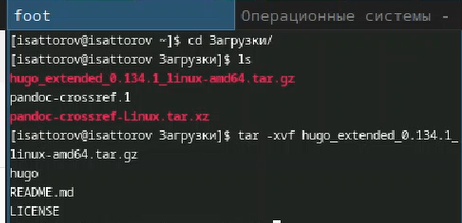 foot
Операционные системы -
[isattorov@isattorov ~]$ cd Загрузки/
[isattorov@isattorov Загрузки]$ ls
hugo_extended_0.134.1_linux-amd64.tar.gz
pandoc-crossref.1
pandoc-crossref-Linux.tar.xz
[isattorov@isattorov Загрузки]$ tar -xvf hugo_extended_0.134.1_
linux-amd64.tar.gz
hugo
README.md
LICENSE